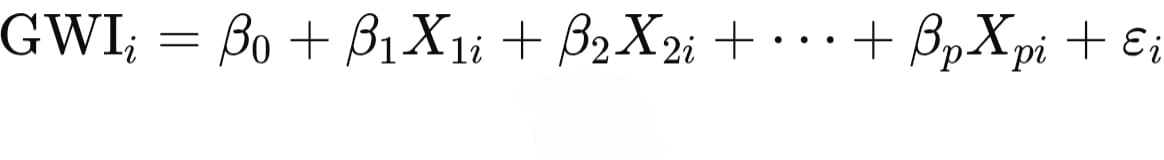 GWIᵢ = β₀ + β₁X₁ᵢ + β₂X₂ᵢ + ⋯ + βₚXₚᵢ + εᵢ